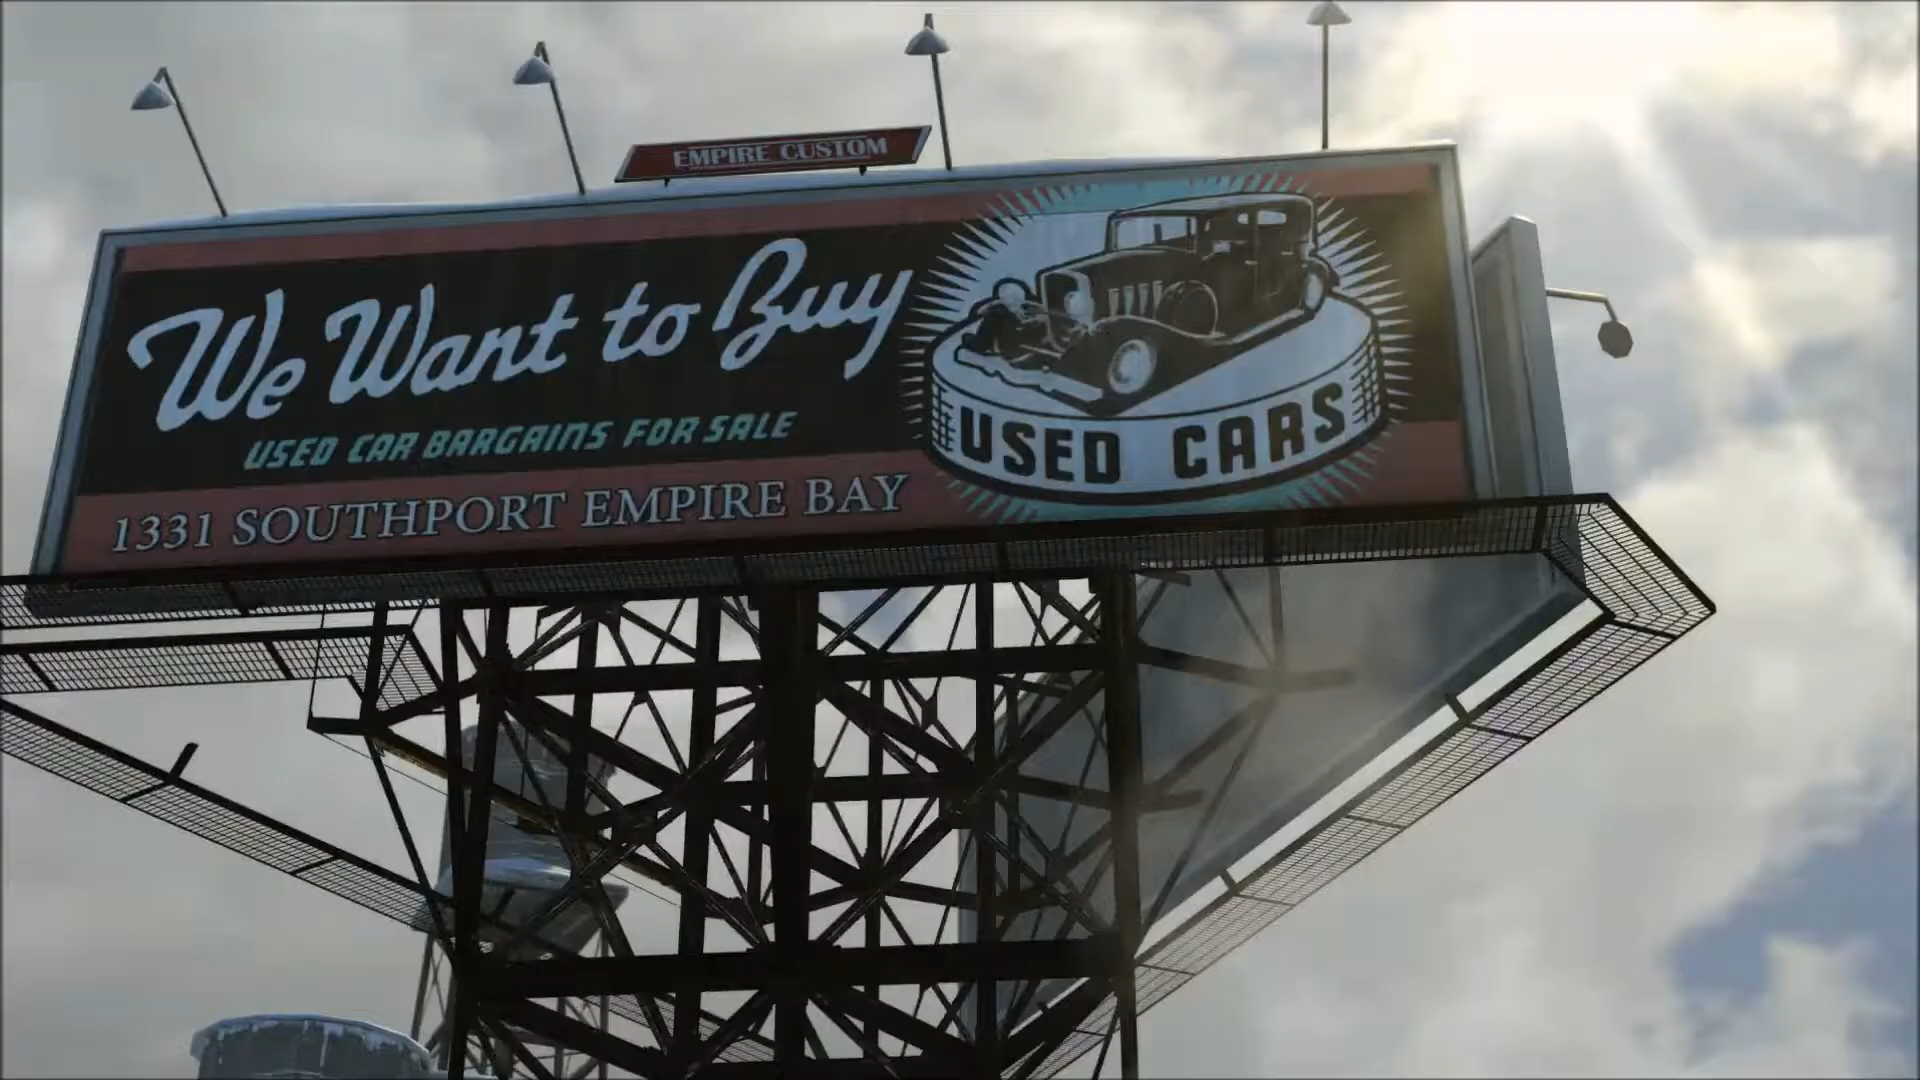 EMPIRE CUSTOM
We Want to Buy
USED CAR BARGAINS FOR SALE
1331 SOUTHPORT EMPIRE BAY
USED CARS